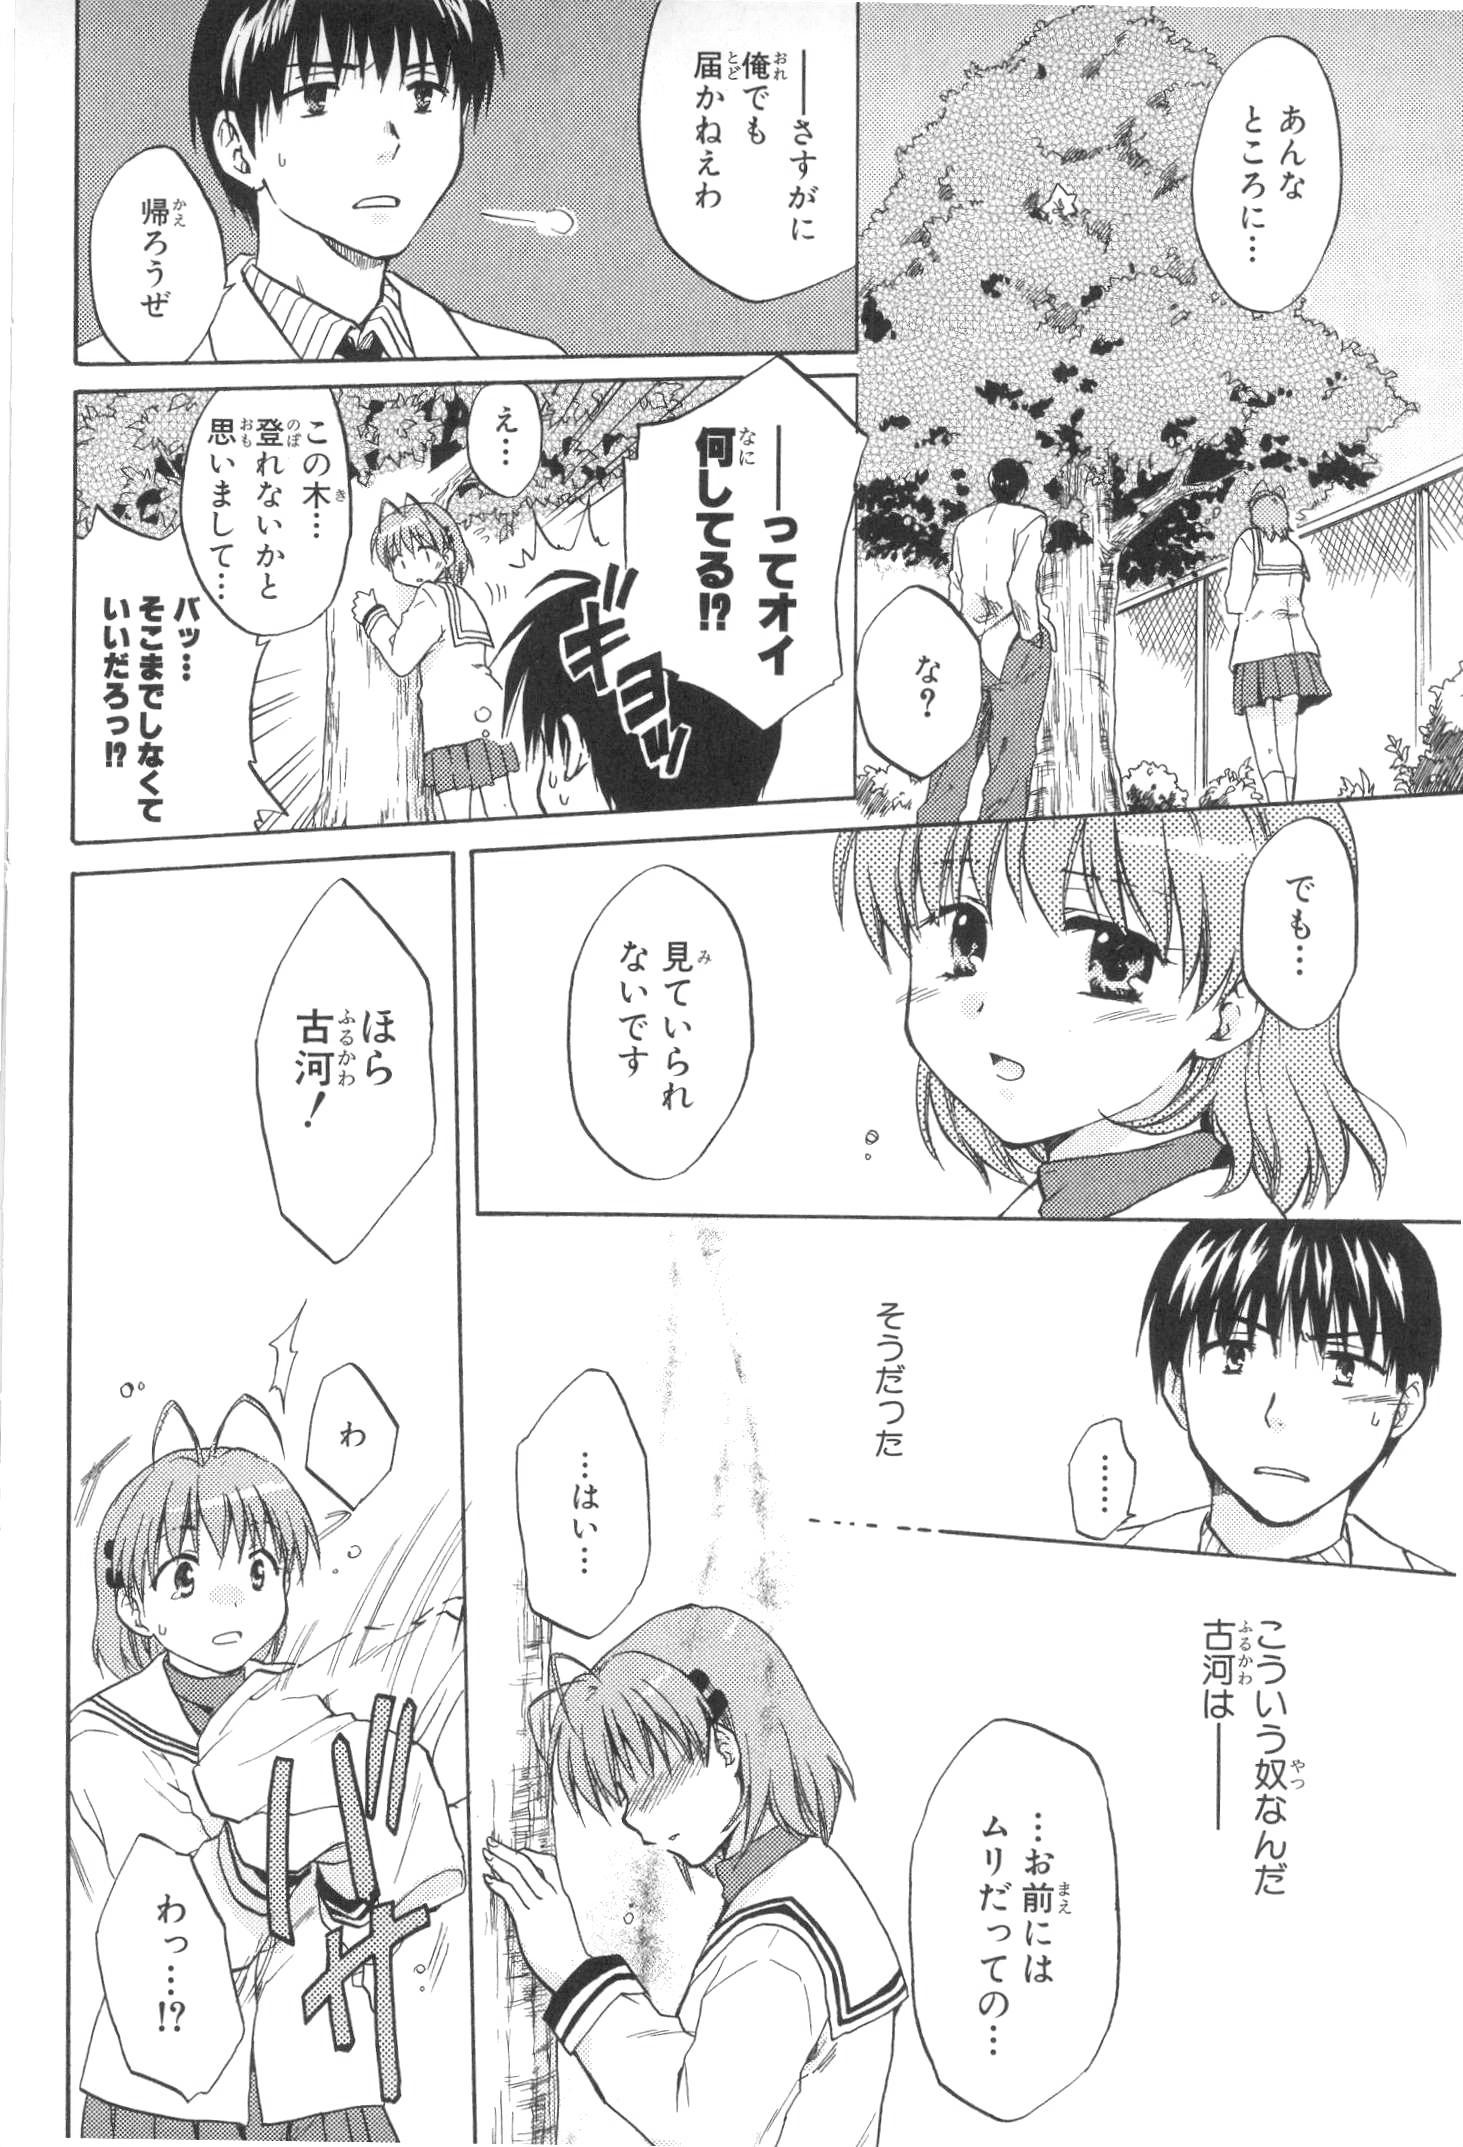 あんな
ところに…
な?
――さすがに
俺でも
届かねえわ
帰ろうぜ
――ってオイ
何してる!?
ギョッ
え…
この木…
登れないかと
思いまして…
バッ…
そこまでしなくて
いいだろっ!?
でも…
見ていられ
ないです
………
そうだった
こういう奴なんだ
古河は――
…お前には
ムリだっての…
…はい…
ほら
古河!
わ
バサ
わっ…!?